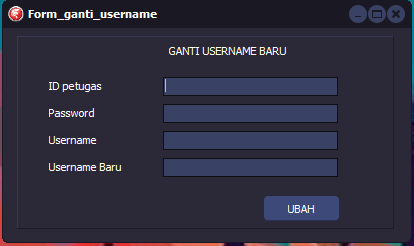 Form_ganti_username
GANTI USERNAME BARU
ID petugas
Password
Username
Username Baru
UBAH